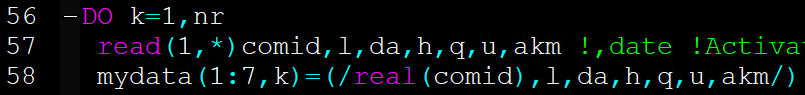 56 -DO k=1,nr
57 read(1,*)comid,l,da,h,q,u,akm !,date !Activa
58 mydata(1:7,k)=(/real(comid),l,da,h,q,u,akm/)